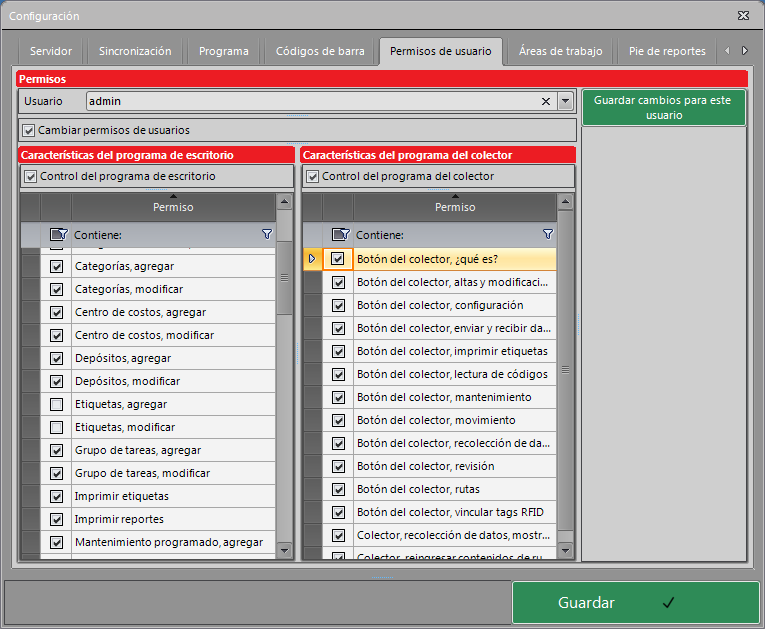 Configuración
Servidor
Sincronización
Programa
Códigos de barra
Permisos de usuario
Áreas de trabajo
Pie de reportes
Permisos
Usuario
admin
Guardar cambios para este
usuario
Cambiar permisos de usuarios
Características del programa de escritorio
Control del programa de escritorio
Permiso
Contiene:
Categorías, agregar
Categorías, modificar
Centro de costos, agregar
Centro de costos, modificar
Depósitos, agregar
Depósitos, modificar
Etiquetas, agregar
Etiquetas, modificar
Grupo de tareas, agregar
Grupo de tareas, modificar
Imprimir etiquetas
Imprimir reportes
Mantenimiento programado, agregar
Características del programa del colector
Control del programa del colector
Permiso
Contiene:
Botón del colector, ¿qué es?
Botón del colector, altas y modificaci...
Botón del colector, configuración
Botón del colector, enviar y recibir da...
Botón del colector, imprimir etiquetas
Botón del colector, lectura de códigos
Botón del colector, mantenimiento
Botón del colector, movimiento
Botón del colector, recolección de da...
Botón del colector, revisión
Botón del colector, rutas
Botón del colector, vincular tags RFID
Colector, recolección de datos, mostr...
Colector, reingresar contenidos de ru...
Guardar